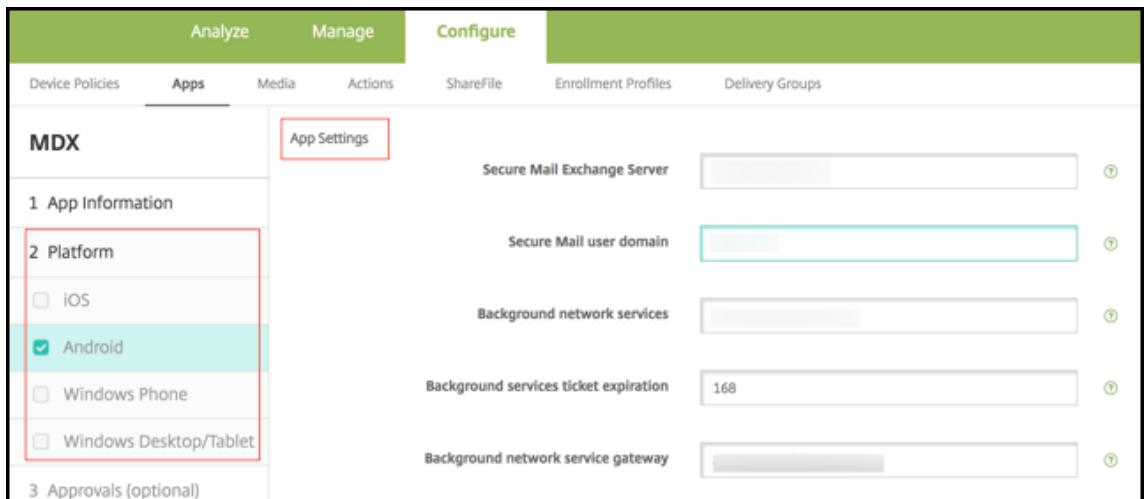 Analyze Manage Configure
Device Policies Apps Media Actions ShareFile Enrollment Profiles Delivery Groups
MDX
1 App Information
2 Platform
iOS
Android
Windows Phone
Windows Desktop/Tablet
3 Approvals (optional)
App Settings
Secure Mail Exchange Server
Secure Mail user domain
Background network services
Background services ticket expiration 168
Background network service gateway